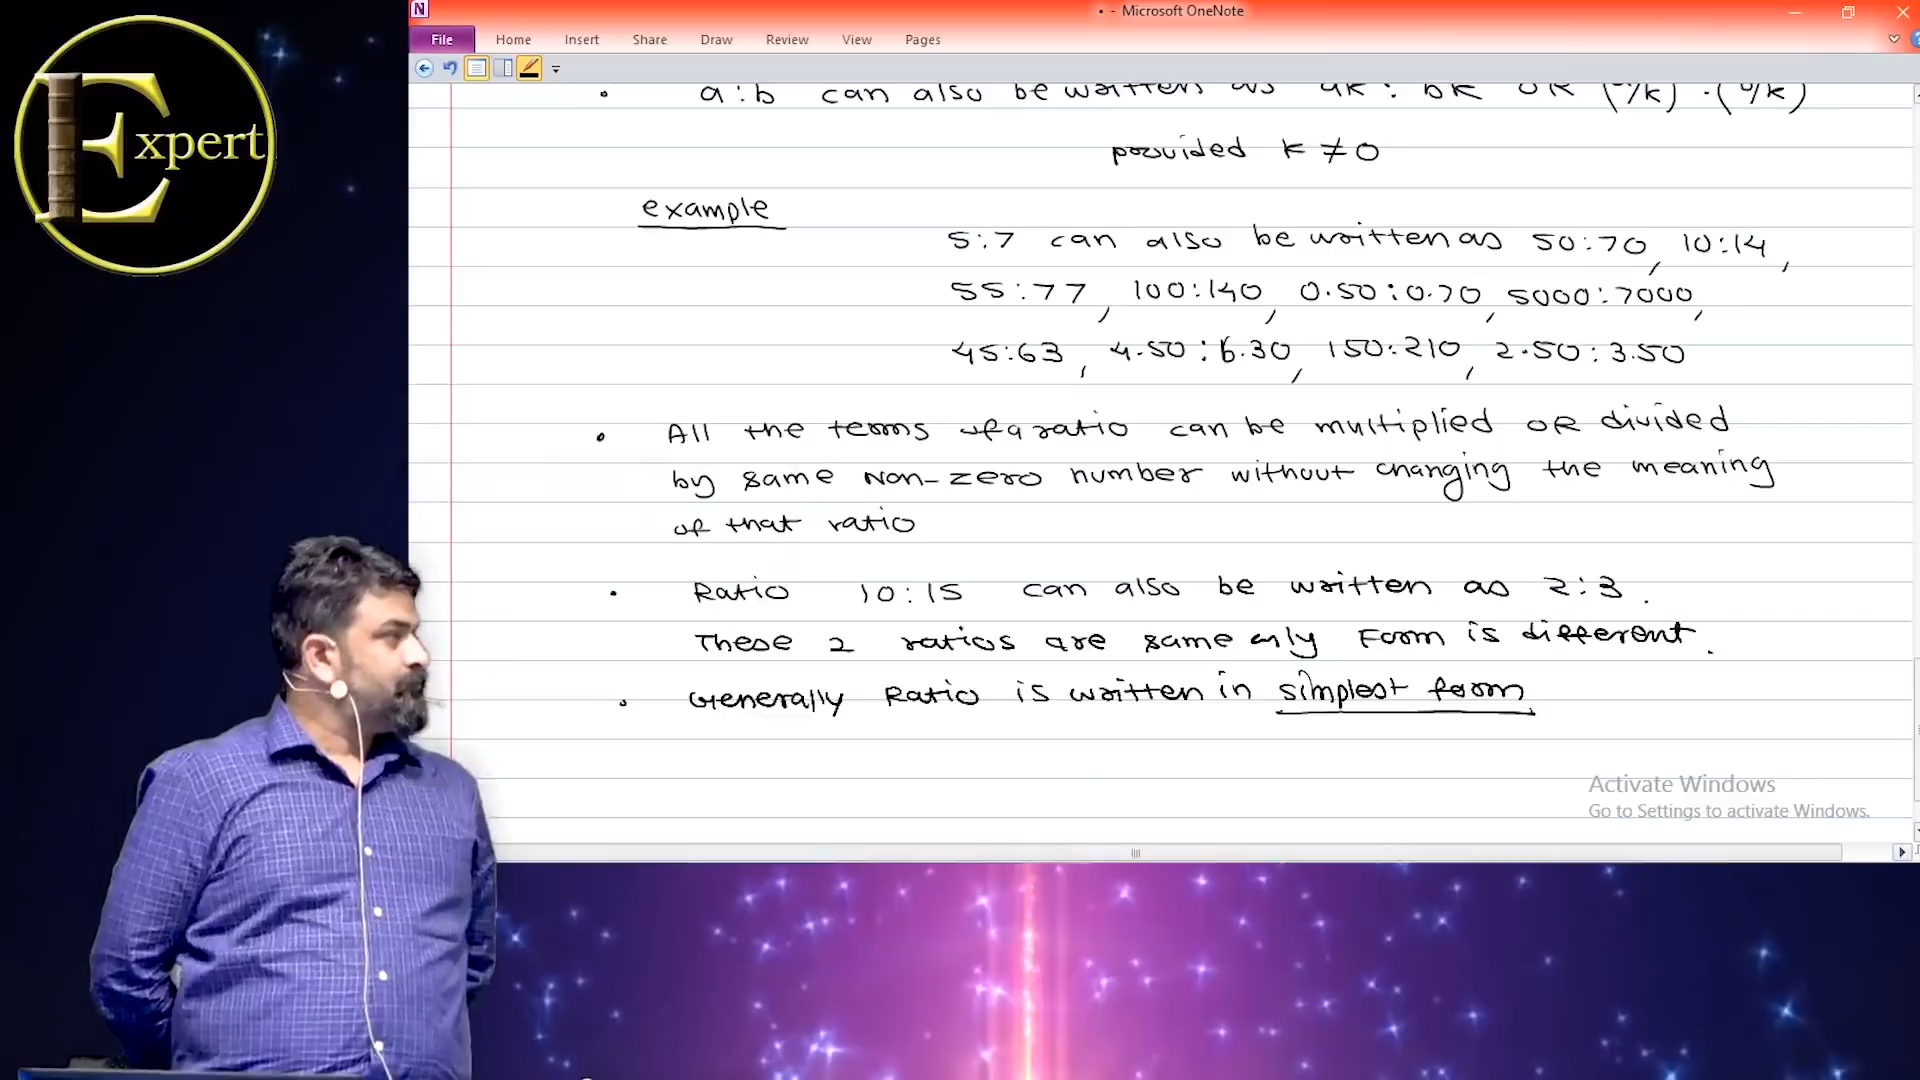 Expert
N
• - Microsoft OneNote
File Home Insert Share Draw Review View Pages
• a:b can also be written as ak : bk OR (a/k) : (b/k)
provided k ≠ 0
example
5:7 can also be written as 50:70, 10:14,
55:77, 100:140, 0.50:0.70, 5000:7000,
45:63, 4.50:6.30, 150:210, 2.50:3.50
• All the terms of a ratio can be multiplied OR divided
by same Non-zero number without changing the meaning
of that ratio
• Ratio 10:15 can also be written as 2:3.
These 2 ratios are same only Form is different.
• Generally Ratio is written in simplest form
Activate Windows
Go to Settings to activate Windows.